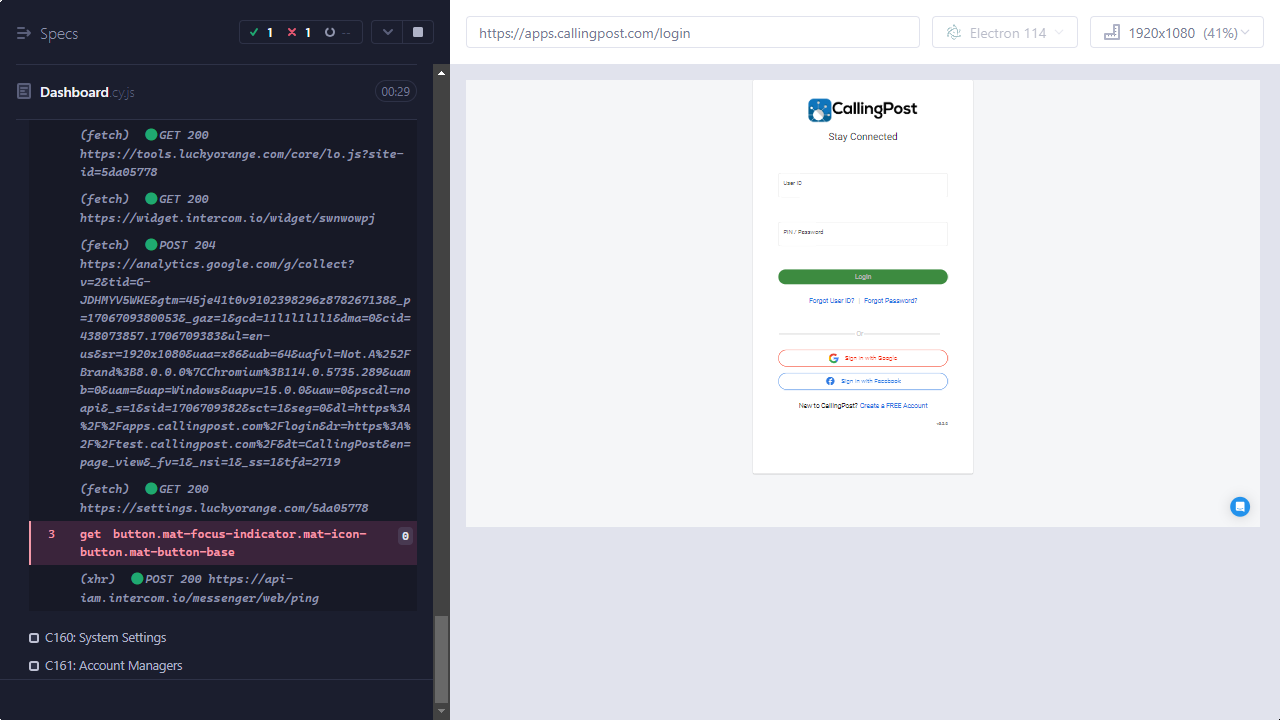 Specs
1
1
--
https://apps.callingpost.com/login
Electron 114
1920x1080 (41%)
Dashboard.cy.js
00:29
(fetch) GET 200
https://tools.luckyorange.com/core/lo.js?site-
id=5da05778
(fetch) GET 200
https://widget.intercom.io/widget/swnwowpj
(fetch) POST 204
https://analytics.google.com/g/collect?
v=2&tid=G-
JDHMYV5WKE&gtm=45je41t0v9102398296z878267138&_p
=1706709380053&_gaz=1&gcd=11l1l1l1l1&dma=0&cid=
438073857.1706709383&ul=en-
us&sr=1920x1080&uaa=x86&uab=64&uafvl=Not.A%252F
Brand%3B8.0.0.0%7CChromium%3B114.0.5735.289&uam
b=0&uam=&uap=Windows&uapv=15.0.0&uaw=0&pscdl=no
api&_s=1&sid=1706709382&sct=1&seg=0&dl=https%3A
%2F%2Fapps.callingpost.com%2Flogin&dr=https%3A%
2F%2Ftest.callingpost.com%2F&dt=CallingPost&en=
page_view&_fv=1&_nsi=1&_ss=1&tfd=2719
(fetch) GET 200
https://settings.luckyorange.com/5da05778
3 get button.mat-focus-indicator.mat-icon-
button.mat-button-base 0
(xhr) POST 200 https://api-
iam.intercom.io/messenger/web/ping
C160: System Settings
C161: Account Managers
CallingPost
Stay Connected
User ID
PIN / Password
Login
Forgot User ID? | Forgot Password?
Or
Sign in with Google
Sign in with Facebook
New to CallingPost? Create a FREE Account